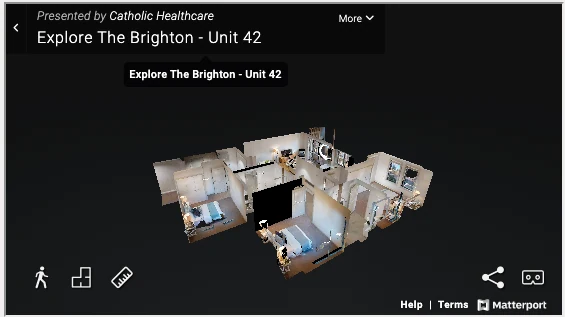 Presented by Catholic Healthcare
More
Explore The Brighton - Unit 42
Explore The Brighton - Unit 42
Help | Terms Matterport